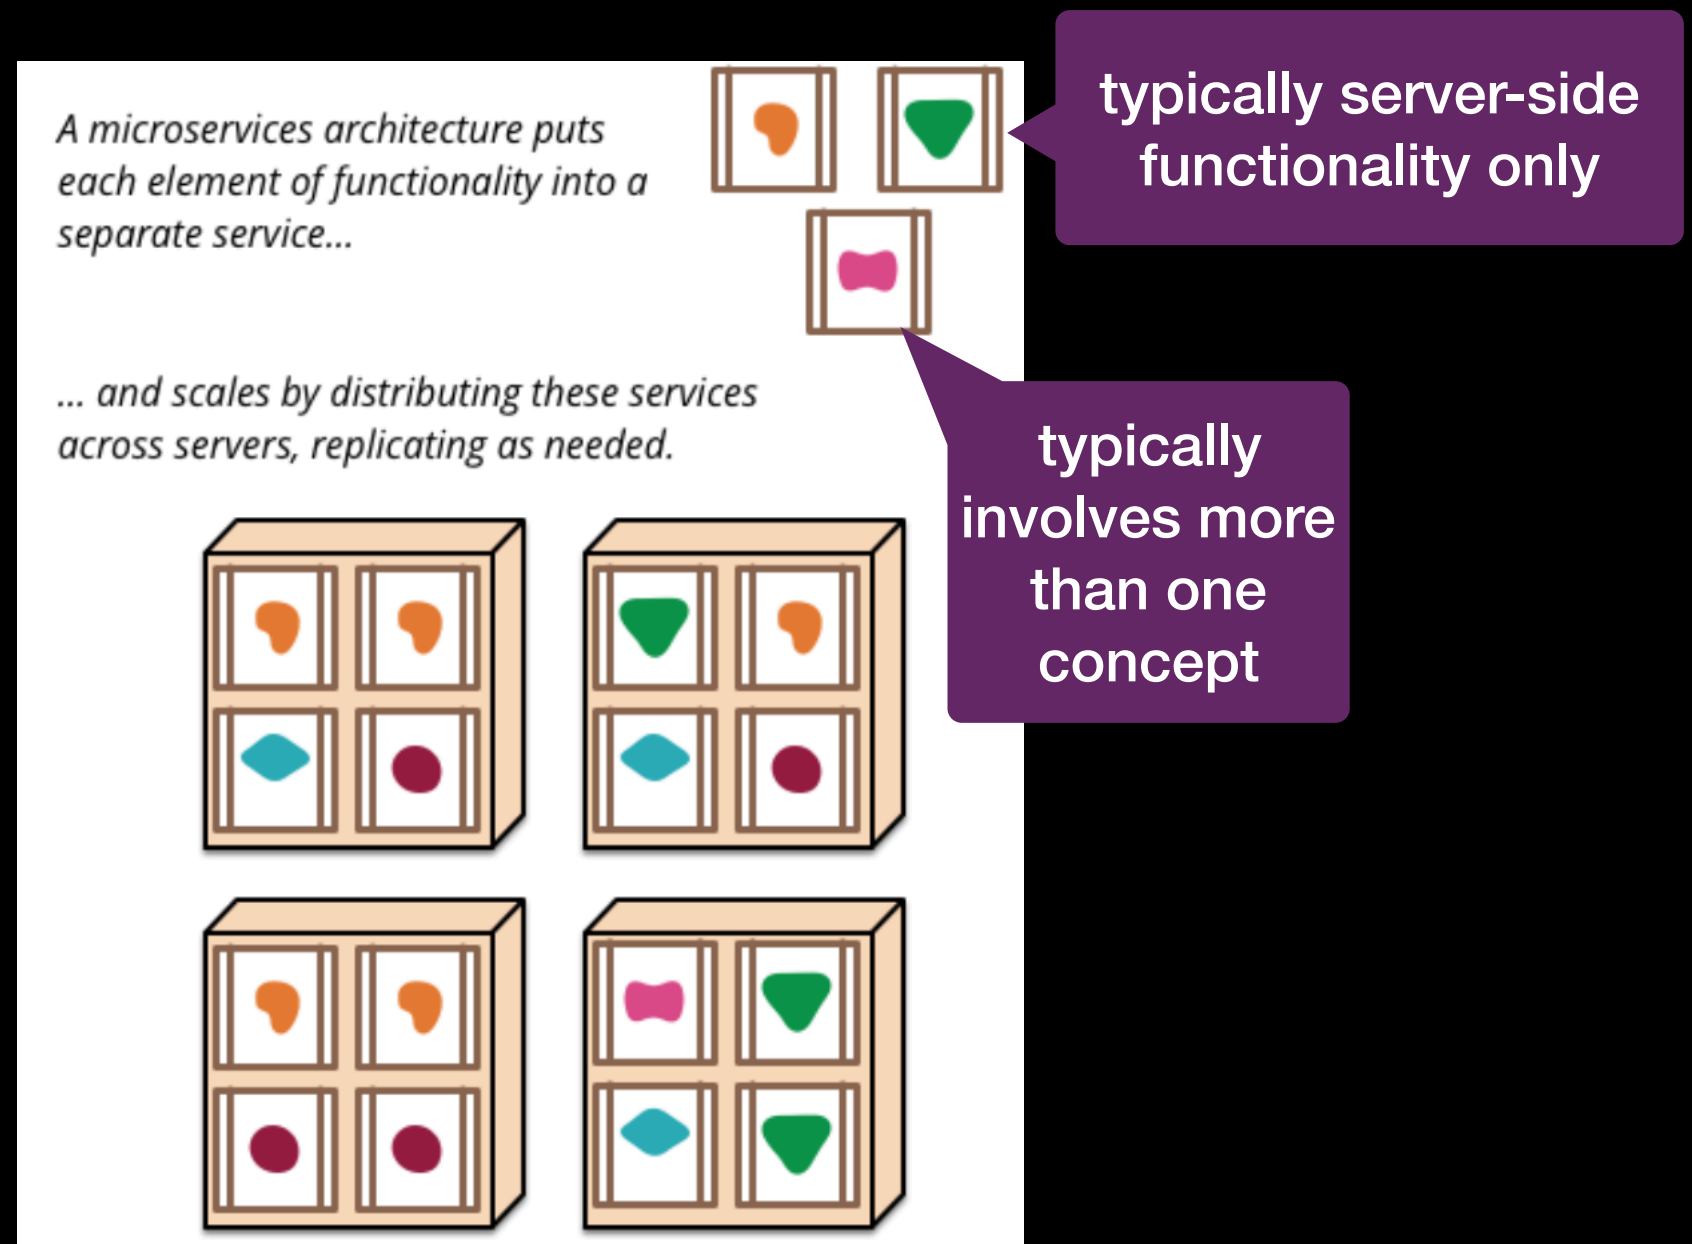 A microservices architecture puts
each element of functionality into a
separate service...
typically server-side
functionality only
... and scales by distributing these services
across servers, replicating as needed.
typically
involves more
than one
concept